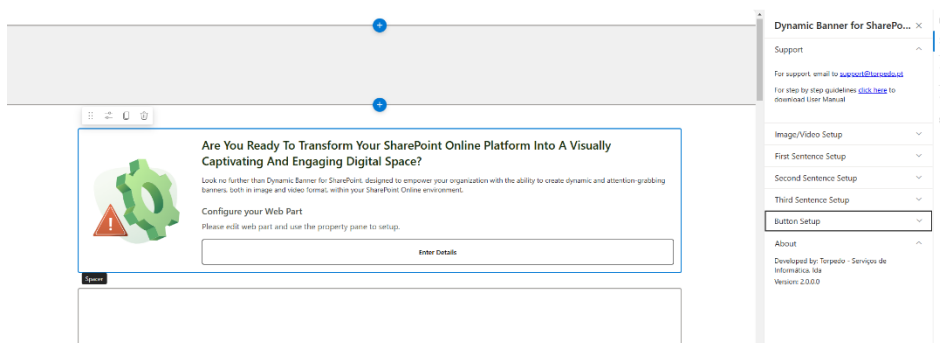 Are You Ready To Transform Your SharePoint Online Platform Into A Visually
Captivating And Engaging Digital Space?
Look no further than Dynamic Banner for SharePoint, designed to empower your organization with the ability to create dynamic and attention-grabbing
banners, both in image and video format, within your SharePoint Online environment.
Configure your Web Part
Please edit web part and use the property pane to setup.
Enter Details
Spacer
Dynamic Banner for SharePo...
Support
For support, email to support@torpedo.pt
For step by step guidelines click here to
download User Manual
Image/Video Setup
First Sentence Setup
Second Sentence Setup
Third Sentence Setup
Button Setup
About
Developed by: Torpedo - Serviços de
Informática, lda
Version: 2.0.0.0